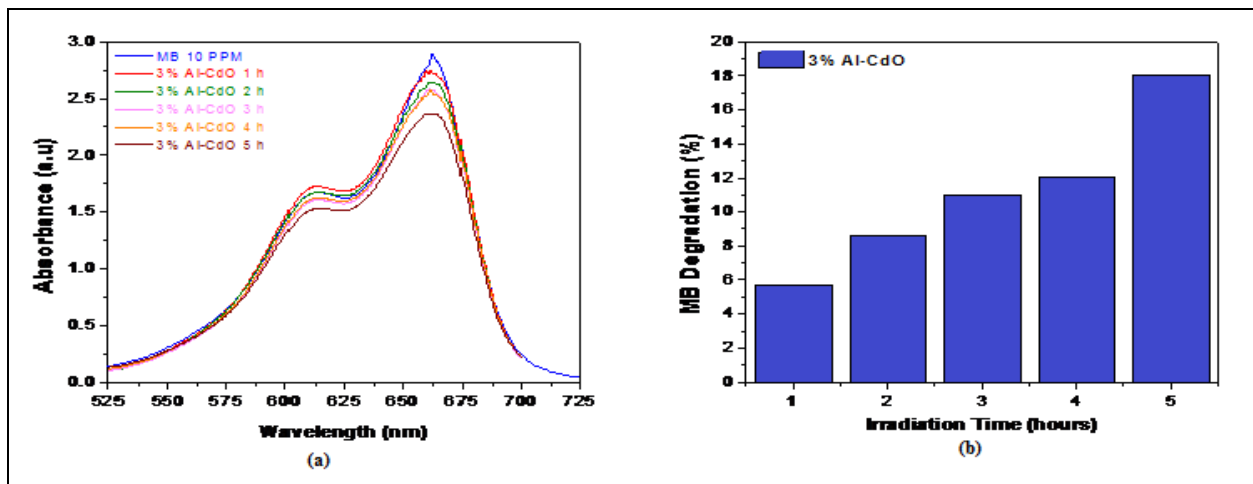 3.0
2.5
2.0
1.5
1.0
0.5
0.0
Absorbance (a.u)
MB 10 PPM
3% Al-CdO 1 h
3% Al-CdO 2 h
3% Al-CdO 3 h
3% Al-CdO 4 h
3% Al-CdO 5 h
525 550 575 600 625 650 675 700 725
Wavelength (nm)
(a)
20
18
16
14
12
10
8
6
4
2
0
MB Degradation (%)
3% Al-CdO
1 2 3 4 5
Irradiation Time (hours)
(b)